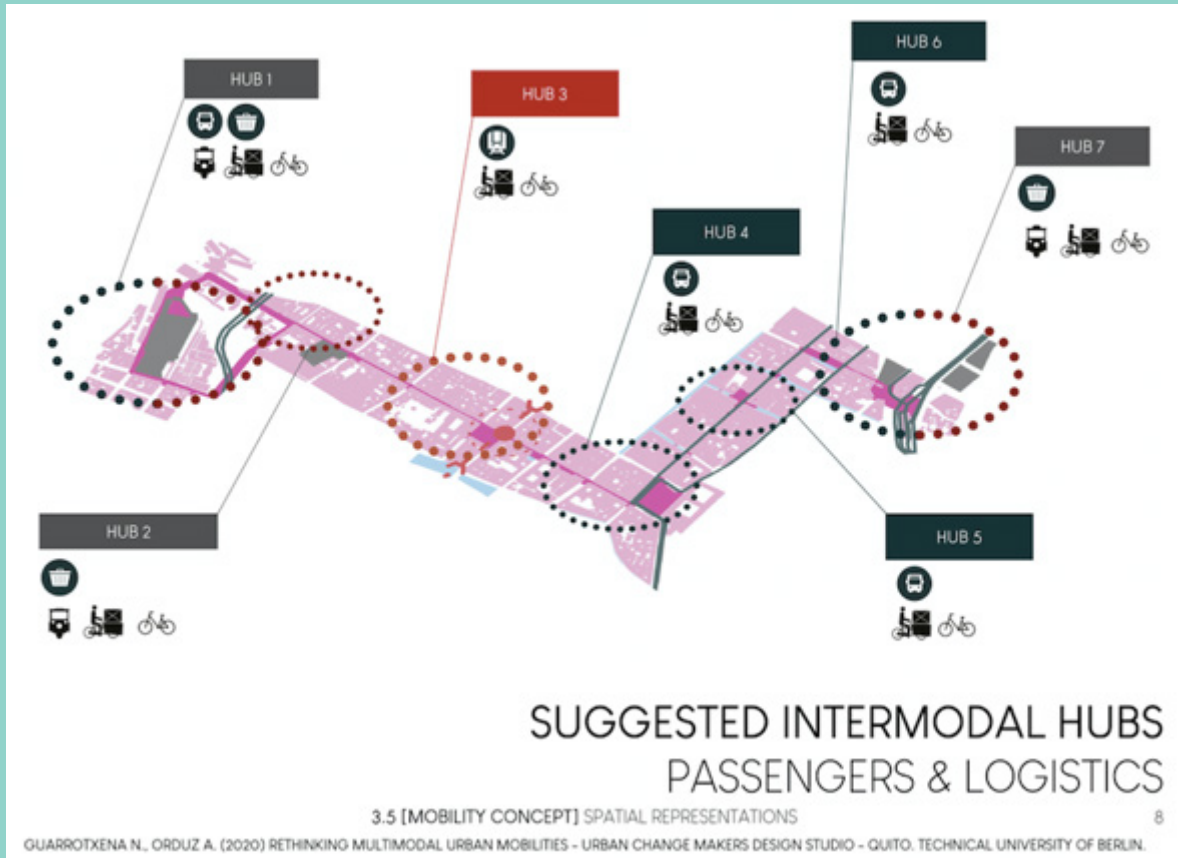 HUB 1
HUB 3
HUB 6
HUB 7
HUB 4
HUB 2
HUB 5
SUGGESTED INTERMODAL HUBS
PASSENGERS & LOGISTICS
3.5 [MOBILITY CONCEPT] SPATIAL REPRESENTATIONS 8
GUARROTXENA N., ORDUZ A. (2020) RETHINKING MULTIMODAL URBAN MOBILITIES - URBAN CHANGE MAKERS DESIGN STUDIO - QUITO. TECHNICAL UNIVERSITY OF BERLIN.